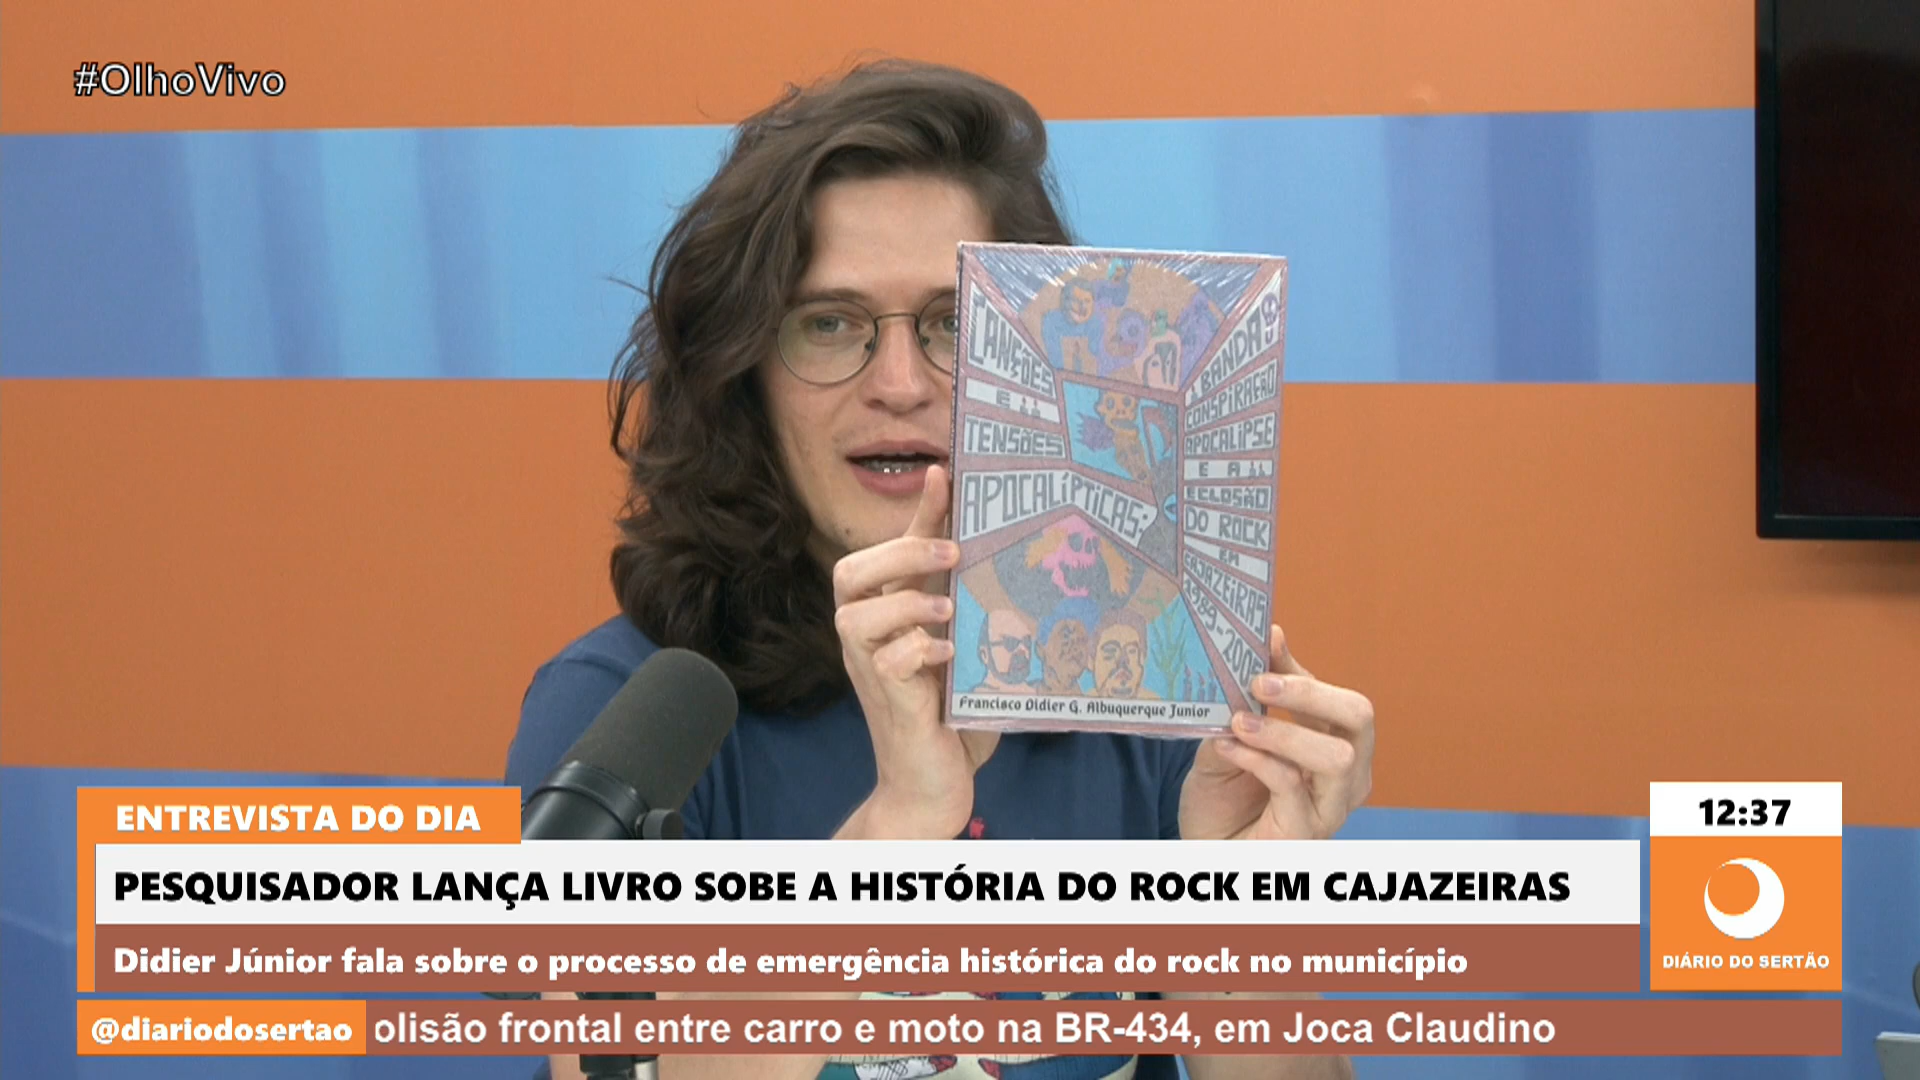 #OlhoVivo
CANÇÕES
E
TENSÕES
APOCALÍPTICAS:
A BANDA
CONSPIRAÇÃO
APOCALIPSE
E A
ECLOSÃO
DO ROCK
EM
CAJAZEIRAS
1989-2005
Francisco Didier G. Albuquerque Junior
ENTREVISTA DO DIA
PESQUISADOR LANÇA LIVRO SOBE A HISTÓRIA DO ROCK EM CAJAZEIRAS
Didier Júnior fala sobre o processo de emergência histórica do rock no município
12:37
DIÁRIO DO SERTÃO
@diariodosertao
olisão frontal entre carro e moto na BR-434, em Joca Claudino